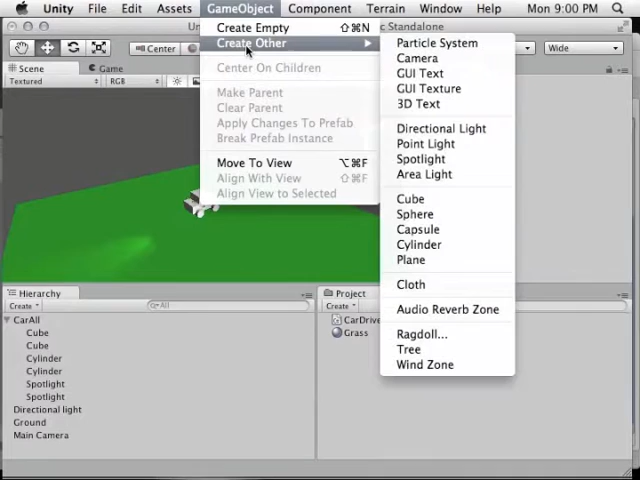 Unity File Edit Assets GameObject Component Terrain Window Mon 9:00 PM
Un
c Standalone
Center
Wide
Create Empty ⇧⌘N
Create Other
Center On Children
Make Parent
Clear Parent
Apply Changes To Prefab
Break Prefab Instance
Move To View ⌥⌘F
Align With View ⇧⌘F
Align View to Selected
Particle System
Camera
GUI Text
GUI Texture
3D Text
Directional Light
Point Light
Spotlight
Area Light
Cube
Sphere
Capsule
Cylinder
Plane
Cloth
Audio Reverb Zone
Ragdoll...
Tree
Wind Zone
Scene Game
Textured RGB
Hierarchy
Create All
CarAll
Cube
Cube
Cylinder
Cylinder
Spotlight
Spotlight
Directional light
Ground
Main Camera
Project
Create
CarDrive
Grass